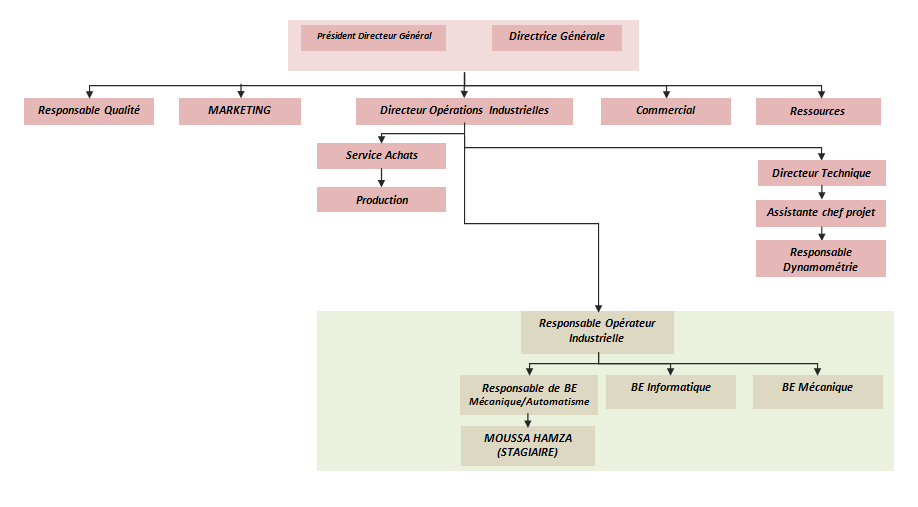 Président Directeur Général
Directrice Générale
Responsable Qualité
MARKETING
Directeur Opérations Industrielles
Commercial
Ressources
Service Achats
Production
Directeur Technique
Assistante chef projet
Responsable
Dynamométrie
Responsable Opérateur
Industrielle
Responsable de BE
Mécanique/Automatisme
BE Informatique
BE Mécanique
MOUSSA HAMZA
(STAGIAIRE)